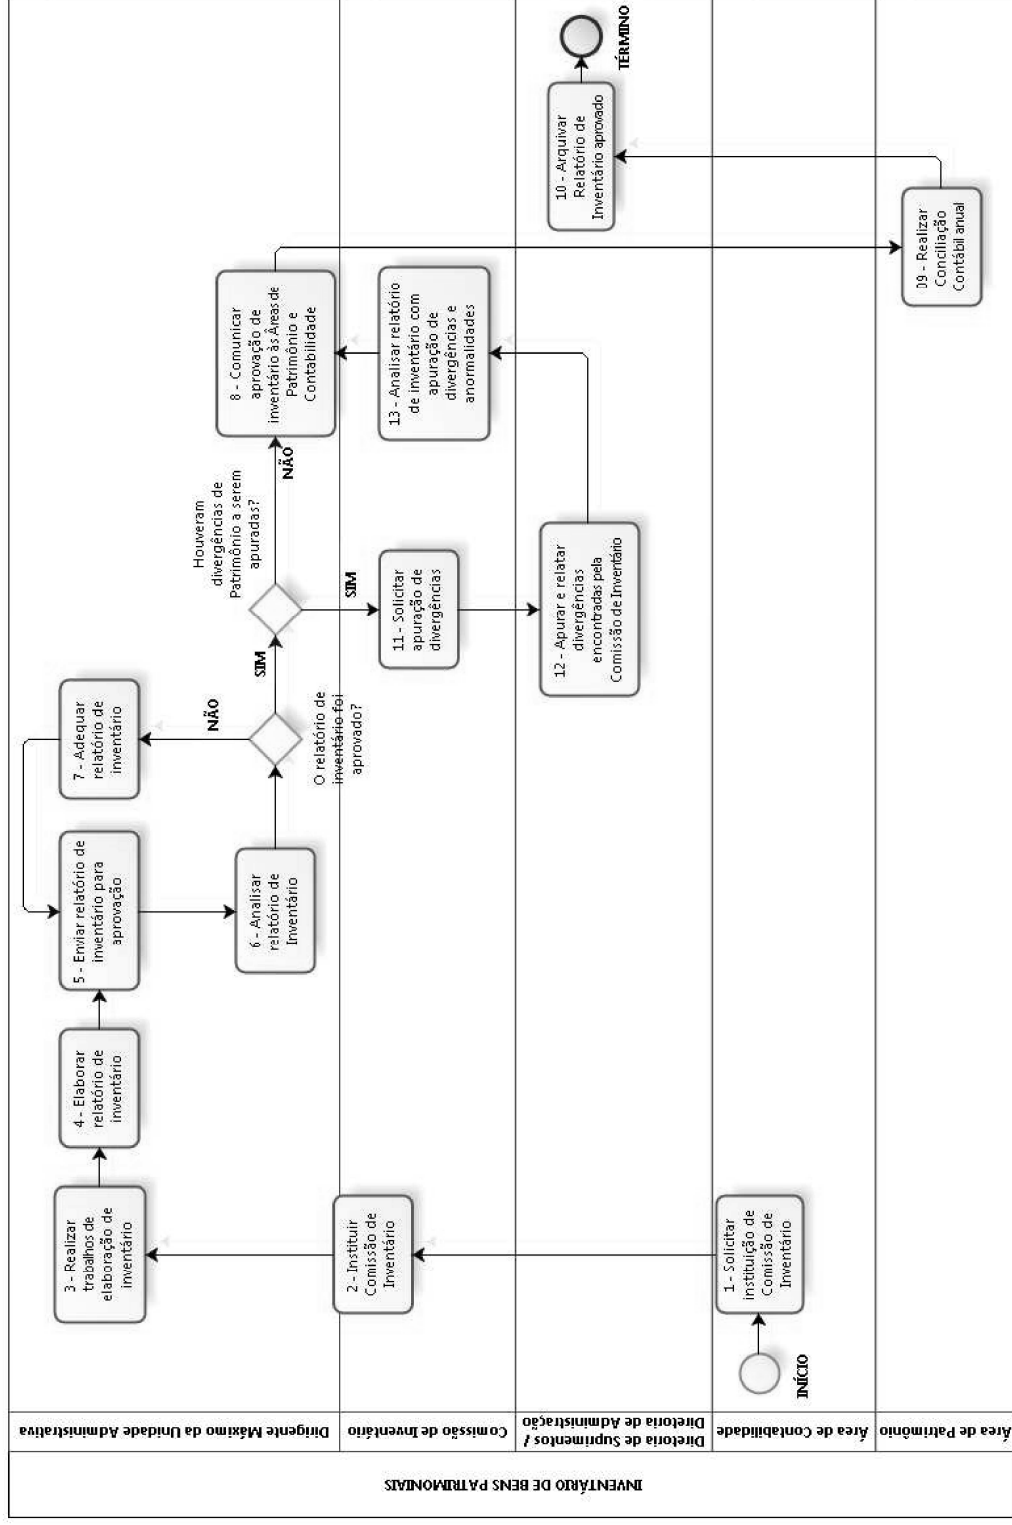 INVENTÁRIO DE BENS PATRIMONIAIS
Dirigente Máximo da Unidade Administrativa
Comissão de Inventário
Diretoria de Suprimentos /
Diretoria de Administração
Área de Contabilidade
Área de Patrimônio
INÍCIO
1 - Solicitar
instituição de
Comissão de
Inventário
2 - Instituir
Comissão de
Inventário
3 - Realizar
trabalhos de
elaboração de
inventário
4 - Elaborar
relatório de
inventário
5 - Enviar relatório de
inventário para
aprovação
6 - Analisar
relatório de
Inventário
O relatório de
inventário foi
aprovado?
NÃO
7 - Adequar
relatório de
inventário
SIM
Houveram
divergências de
Patrimônio a serem
apuradas?
NÃO
8 - Comunicar
aprovação de
inventário às Áreas de
Patrimônio e
Contabilidade
SIM
11 - Solicitar
apuração de
divergências
12 - Apurar e relatar
divergências
encontradas pela
Comissão de Inventário
13 - Analisar relatório
de inventário com
apuração de
divergências e
anormalidades
09 - Realizar
Conciliação
Contábil anual
10 - Arquivar
Relatório de
Inventário aprovado
TÉRMINO